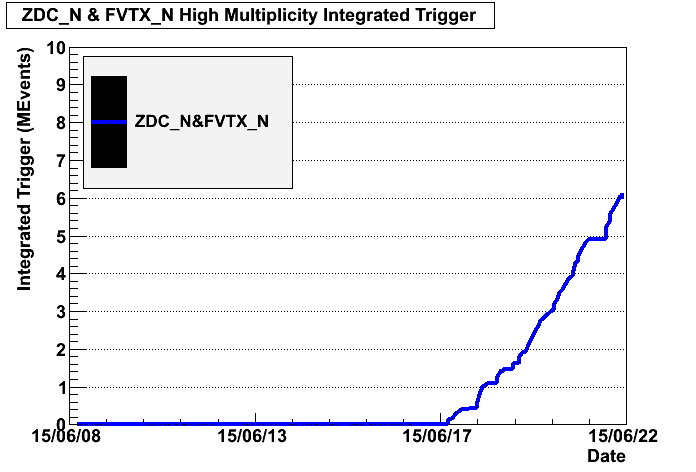 ZDC_N & FVTX_N High Multiplicity Integrated Trigger
Integrated Trigger (MEvents)
10
9
8
7
6
5
4
3
2
1
0
ZDC_N&FVTX_N
15/06/08 15/06/13 15/06/17 15/06/22
Date